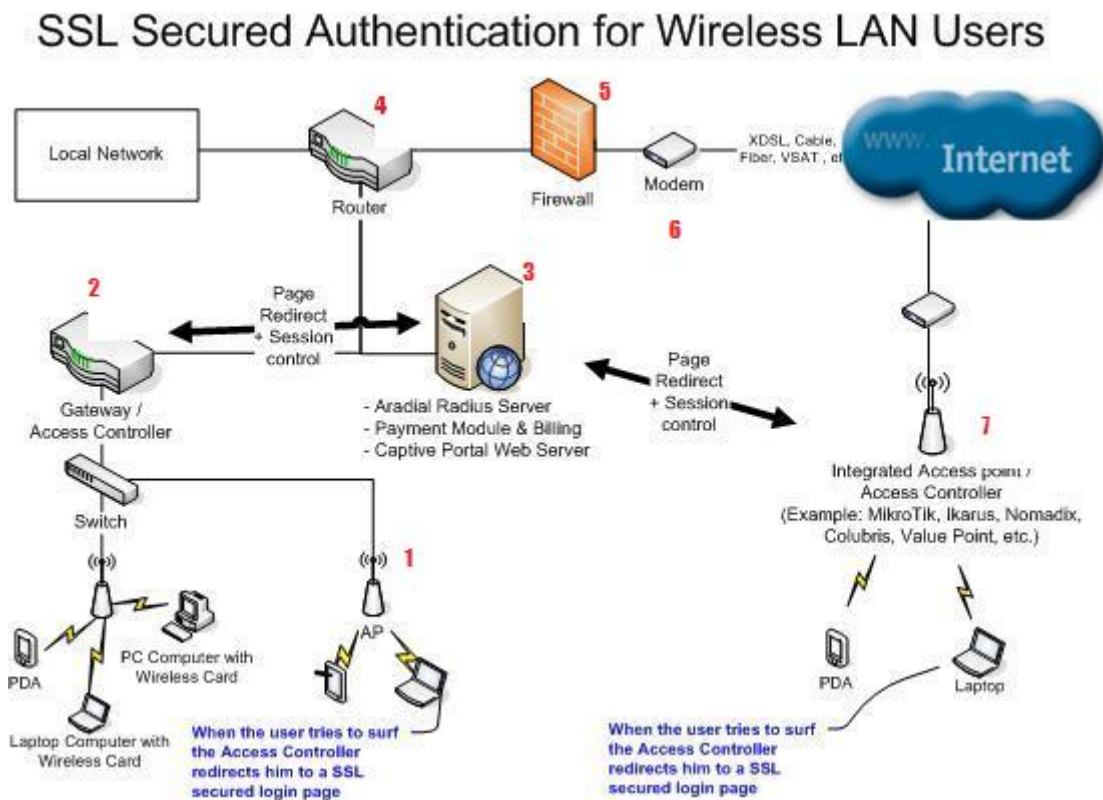 SSL Secured Authentication for Wireless LAN Users
4
5
Local Network
Router
Firewall
Modem
XDSL, Cable,
Fiber, VSAT , et
www.
Internet
6
2
3
Page
Redirect
+ Session
control
Gateway /
Access Controller
- Aradial Radius Server
- Payment Module & Billing
- Captive Portal Web Server
Page
Redirect
+ Session
control
7
Integrated Access point /
Access Controller
(Example: MikroTik, Ikarus, Nomadix,
Colubris, Value Point, etc.)
Switch
1
AP
PDA
PC Computer with
Wireless Card
Laptop Computer with
Wireless Card
When the user tries to surf
the Access Controller
redirects him to a SSL
secured login page
PDA
Laptop
When the user tries to surf
the Access Controller
redirects him to a SSL
secured login page